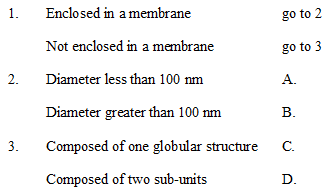 1. Enclosed in a membrane go to 2
Not enclosed in a membrane go to 3
2. Diameter less than 100 nm A.
Diameter greater than 100 nm B.
3. Composed of one globular structure C.
Composed of two sub-units D.